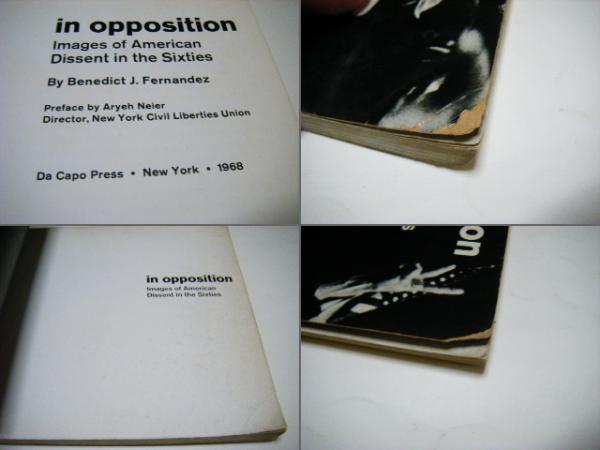 in opposition
Images of American
Dissent in the Sixties
By Benedict J. Fernandez
Preface by Aryeh Neier
Director, New York Civil Liberties Union
Da Capo Press • New York • 1968
in opposition
Images of American
Dissent in the Sixties
on
s